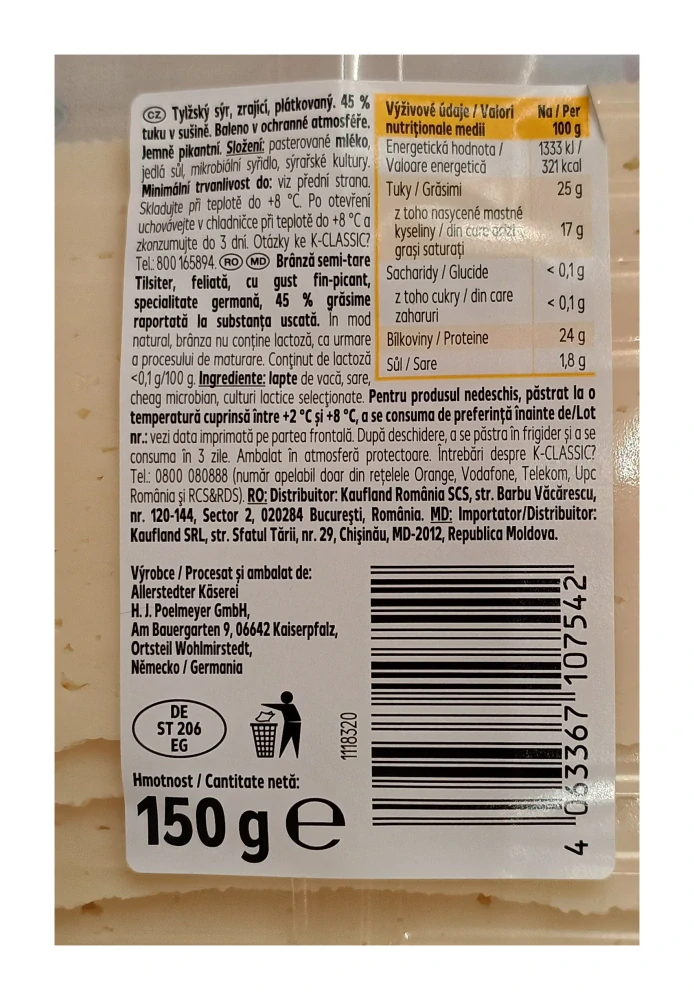 CZ Tylžský sýr, zrající, plátkovaný. 45 %
tuku v sušině. Baleno v ochranné atmosféře.
Jemně pikantní. Složení: pasterované mléko,
jedlá sůl, mikrobiální syřidlo, sýrařské kultury.
Minimální trvanlivost do: viz přední strana.
Skladujte při teplotě do +8 °C. Po otevření
uchovávejte v chladničce při teplotě do +8 °C a
zkonzumujte do 3 dní. Otázky ke K-CLASSIC?
Tel.: 800 165894. RO MD Brânză semi-tare
Tilsiter, feliată, cu gust fin-picant,
specialitate germană, 45 % grăsime
raportată la substanța uscată. În mod
natural, brânza nu conține lactoză, ca urmare
a procesului de maturare. Conținut de lactoză
<0,1 g/100 g. Ingrediente: lapte de vacă, sare,
cheag microbian, culturi lactice selecționate. Pentru produsul nedeschis, păstrat la o
temperatură cuprinsă între +2 °C și +8 °C, a se consuma de preferință înainte de/Lot
nr.: vezi data imprimată pe partea frontală. După deschidere, a se păstra în frigider și a se
consuma în 3 zile. Ambalat în atmosferă protectoare. Întrebări despre K-CLASSIC?
Tel.: 0800 080888 (număr apelabil doar din rețelele Orange, Vodafone, Telekom, Upc
România și RCS&RDS). RO: Distribuitor: Kaufland România SCS, str. Barbu Văcărescu,
nr. 120-144, Sector 2, 020284 București, România. MD: Importator/Distribuitor:
Kaufland SRL, str. Sfatul Țării, nr. 29, Chișinău, MD-2012, Republica Moldova.
Výživové údaje / Valori
nutriționale medii
Na / Per
100 g
Energetická hodnota /
Valoare energetică
1333 kJ /
321 kcal
Tuky / Grăsimi 25 g
z toho nasycené mastné
kyseliny / din care acizi
grași saturați
17 g
Sacharidy / Glucide < 0,1 g
z toho cukry / din care
zaharuri
< 0,1 g
Bílkoviny / Proteine 24 g
Sůl / Sare 1,8 g
Výrobce / Procesat și ambalat de:
Allerstedter Käserei
H. J. Poelmeyer GmbH,
Am Bauergarten 9, 06642 Kaiserpfalz,
Ortsteil Wohlmirstedt,
Německo / Germania
DE
ST 206
EG
1118320
Hmotnost / Cantitate netă:
150 g e
4 063367 107542